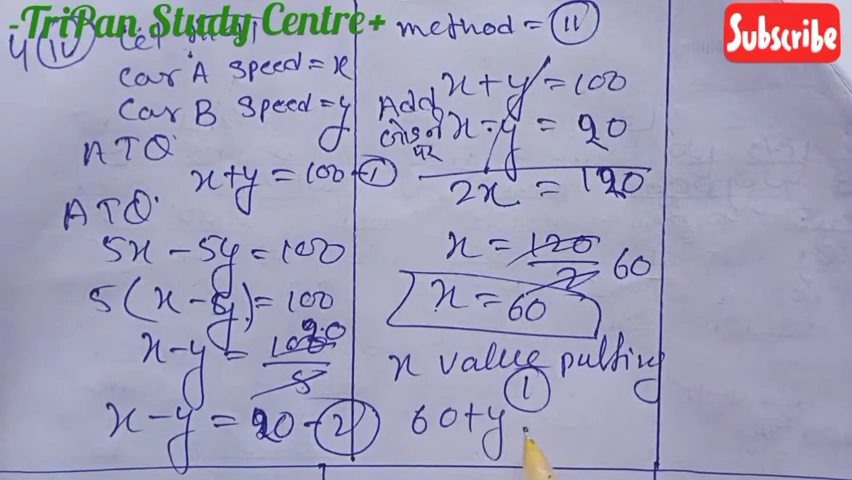 -TriPan Study Centre+
Subscribe
4 (iv) Let
car A speed = x
car B speed = y
ATQ
x+y = 100 - ①
ATQ
5x - 5y = 100
5(x - y) = 100
x-y = 100/5 20
x-y = 20 - ②
method = (ii)
x+y = 100
Add
जोड़ने पर
x-y = 20
2x = 120
x = 120/2 60
x = 60
x value putting
①
60+y